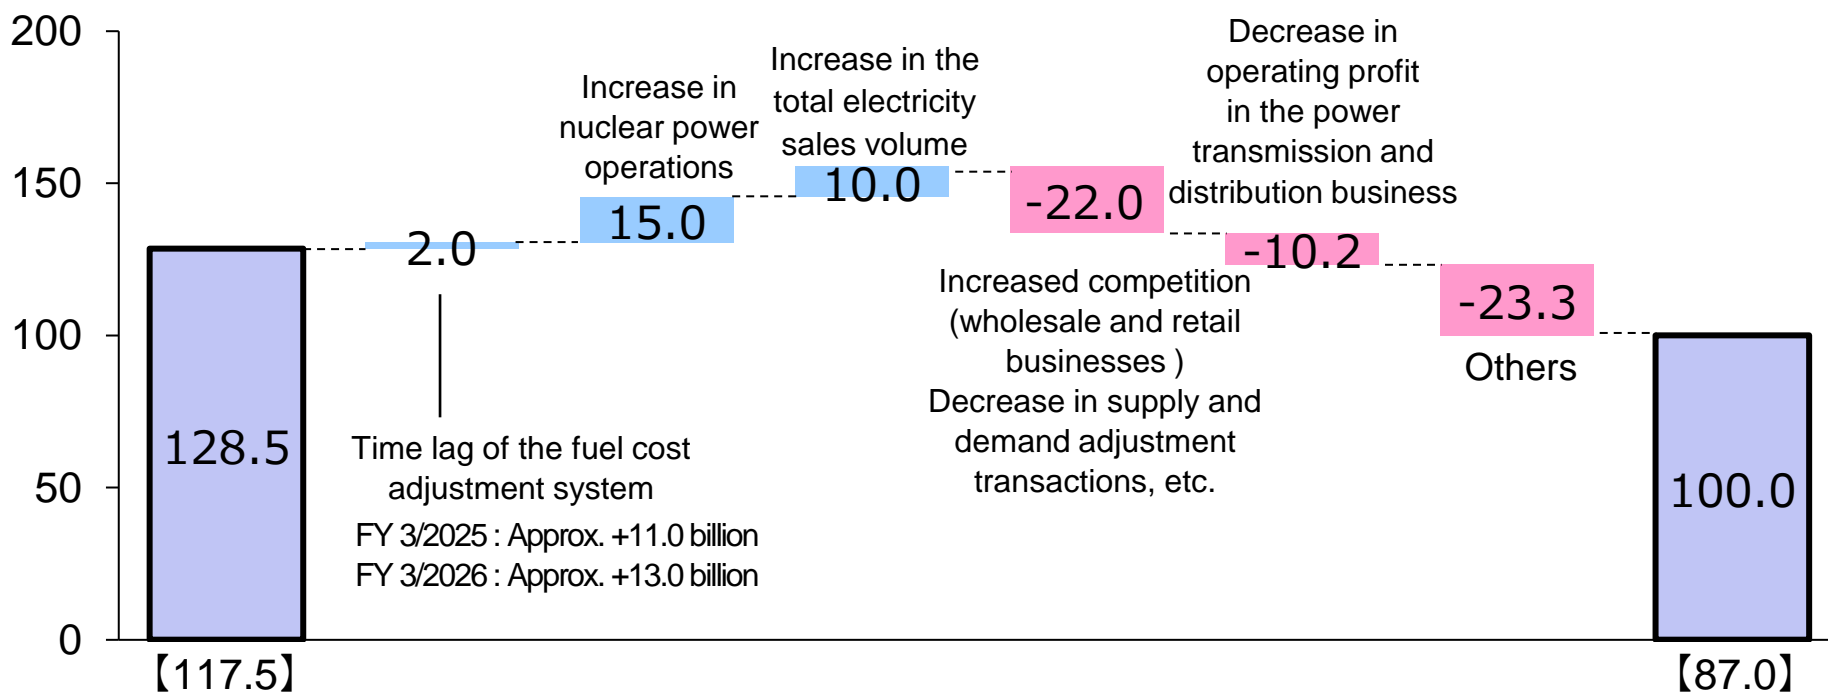 200
150
100
50
0
128.5
【117.5】
2.0
Time lag of the fuel cost
adjustment system
FY 3/2025 : Approx. +11.0 billion
FY 3/2026 : Approx. +13.0 billion
Increase in
nuclear power
operations
15.0
Increase in the
total electricity
sales volume
10.0
-22.0
Increased competition
(wholesale and retail
businesses )
Decrease in supply and
demand adjustment
transactions, etc.
Decrease in
operating profit
in the power
transmission and
distribution business
-10.2
-23.3
Others
100.0
【87.0】